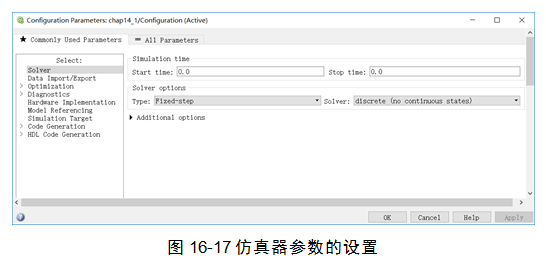 Configuration Parameters: chap14_1/Configuration (Active)
★ Commonly Used Parameters
All Parameters
Select:
Solver
Data Import/Export
Optimization
Diagnostics
Hardware Implementation
Model Referencing
Simulation Target
Code Generation
HDL Code Generation
Simulation time
Start time: 0.0 Stop time: 0.0
Solver options
Type: Fixed-step Solver: discrete (no continuous states)
Additional options
OK Cancel Help Apply
图 16-17 仿真器参数的设置